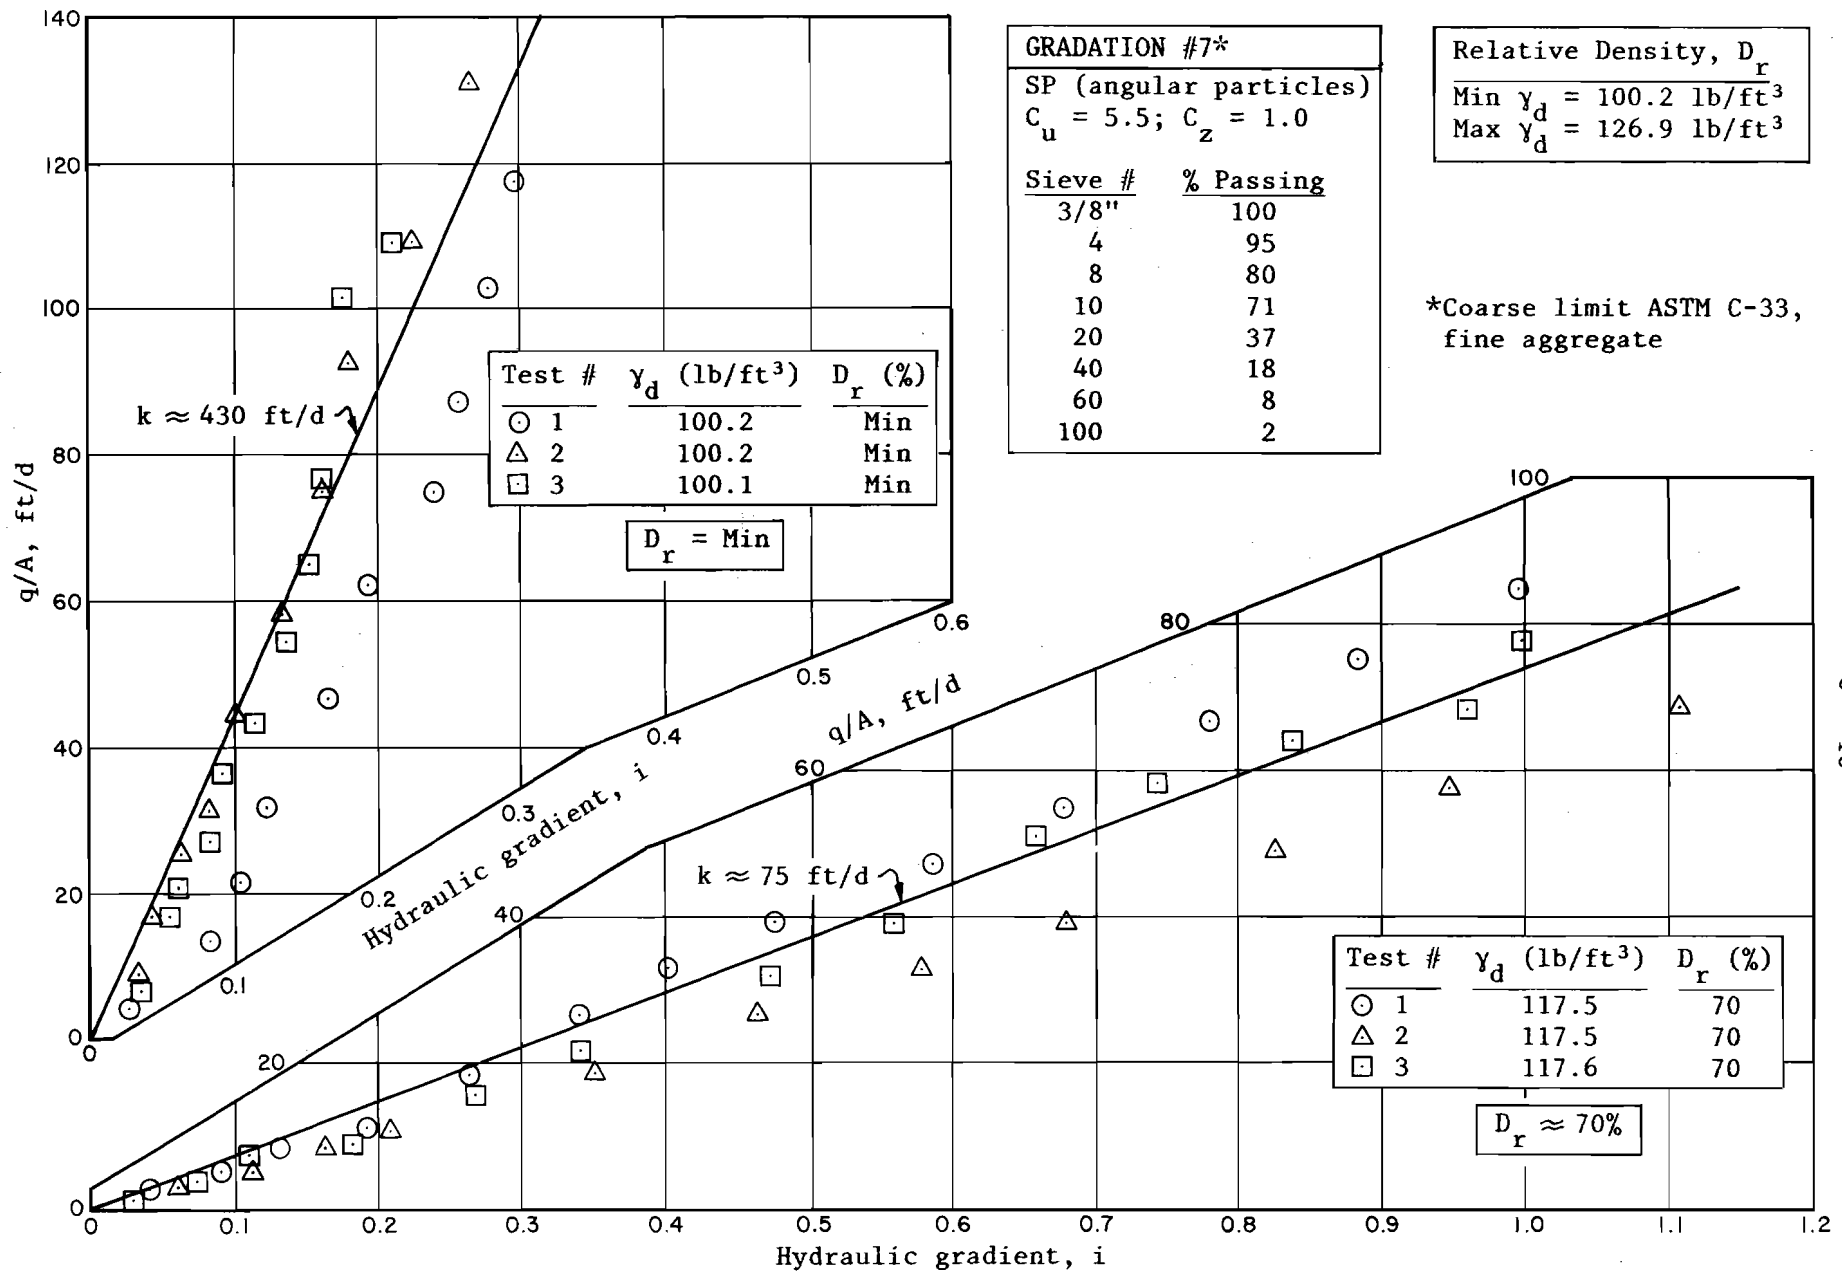 140
120
100
80
60
40
20
0
q/A, ft/d
k ≈ 430 ft/d
Test # γd (lb/ft³) Dr (%)
⊙ 1 100.2 Min
△ 2 100.2 Min
⊡ 3 100.1 Min
Dr = Min
0
0.1
0.2
0.3
0.4
0.5
0.6
Hydraulic gradient, i
GRADATION #7*
SP (angular particles)
Cu = 5.5; Cz = 1.0
Sieve # % Passing
3/8" 100
4 95
8 80
10 71
20 37
40 18
60 8
100 2
Relative Density, Dr
Min γd = 100.2 lb/ft³
Max γd = 126.9 lb/ft³
*Coarse limit ASTM C-33,
fine aggregate
100
80
60
40
20
0
q/A, ft/d
k ≈ 75 ft/d
Test # γd (lb/ft³) Dr (%)
⊙ 1 117.5 70
△ 2 117.5 70
⊡ 3 117.6 70
Dr ≈ 70%
0 0.1 0.2 0.3 0.4 0.5 0.6 0.7 0.8 0.9 1.0 1.1 1.2
Hydraulic gradient, i